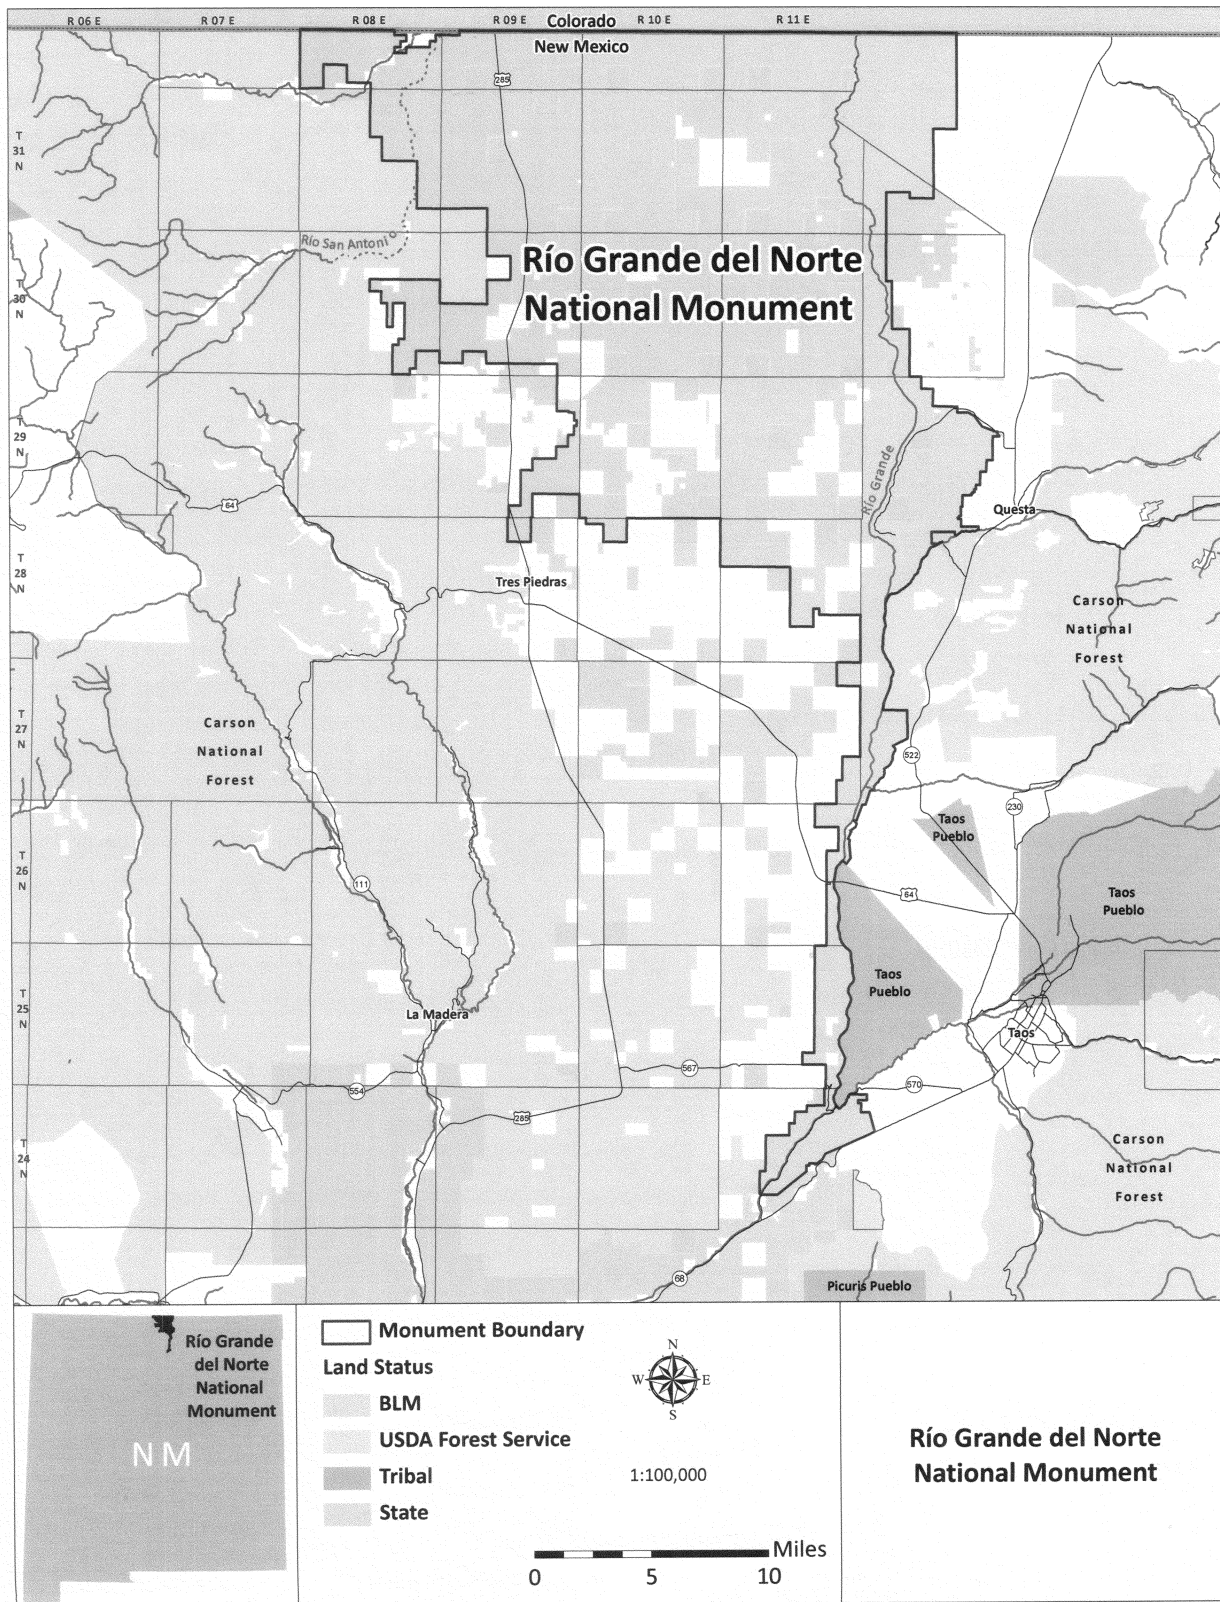 R 06 E R 07 E R 08 E R 09 E Colorado R 10 E R 11 E
New Mexico
285
T
31
N
Río San Antonio
Río Grande del Norte
National Monument
T
30
N
T
29
N
64
Río Grande
Questa
T
28
N
Tres Piedras
Carson
National
Forest
T
27
N
Carson
National
Forest
522
230
Taos
Pueblo
T
26
N
111
64
Taos
Pueblo
Taos
Pueblo
T
25
N
La Madera
Taos
567
554
570
285
T
24
N
Carson
National
Forest
68
Picuris Pueblo
Río Grande
del Norte
National
Monument
NM
Monument Boundary
Land Status
BLM
USDA Forest Service
Tribal
State
N
W E
S
1:100,000
Miles
0 5 10
Río Grande del Norte
National Monument